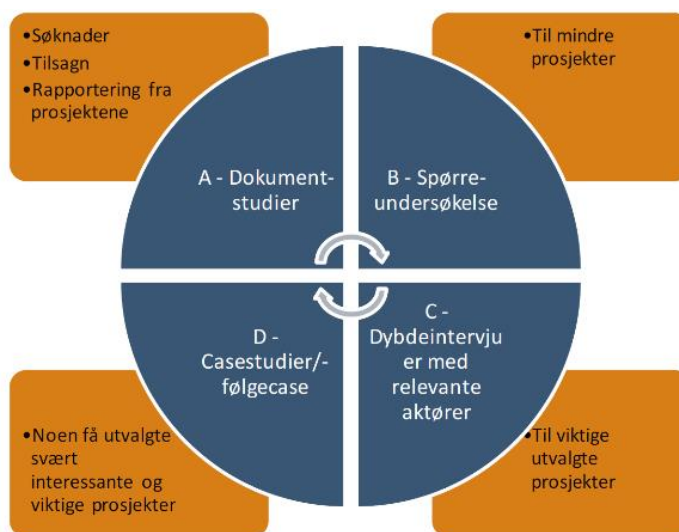 •Søknader
•Tilsagn
•Rapportering fra
prosjektene
•Til mindre
prosjekter
A - Dokument-
studier
B - Spørre-
undersøkelse
D -
Casestudier/-
følgecase
C -
Dybdeintervju
er med
relevante
aktører
•Noen få utvalgte
svært
interessante og
viktige prosjekter
•Til viktige
utvalgte
prosjekter